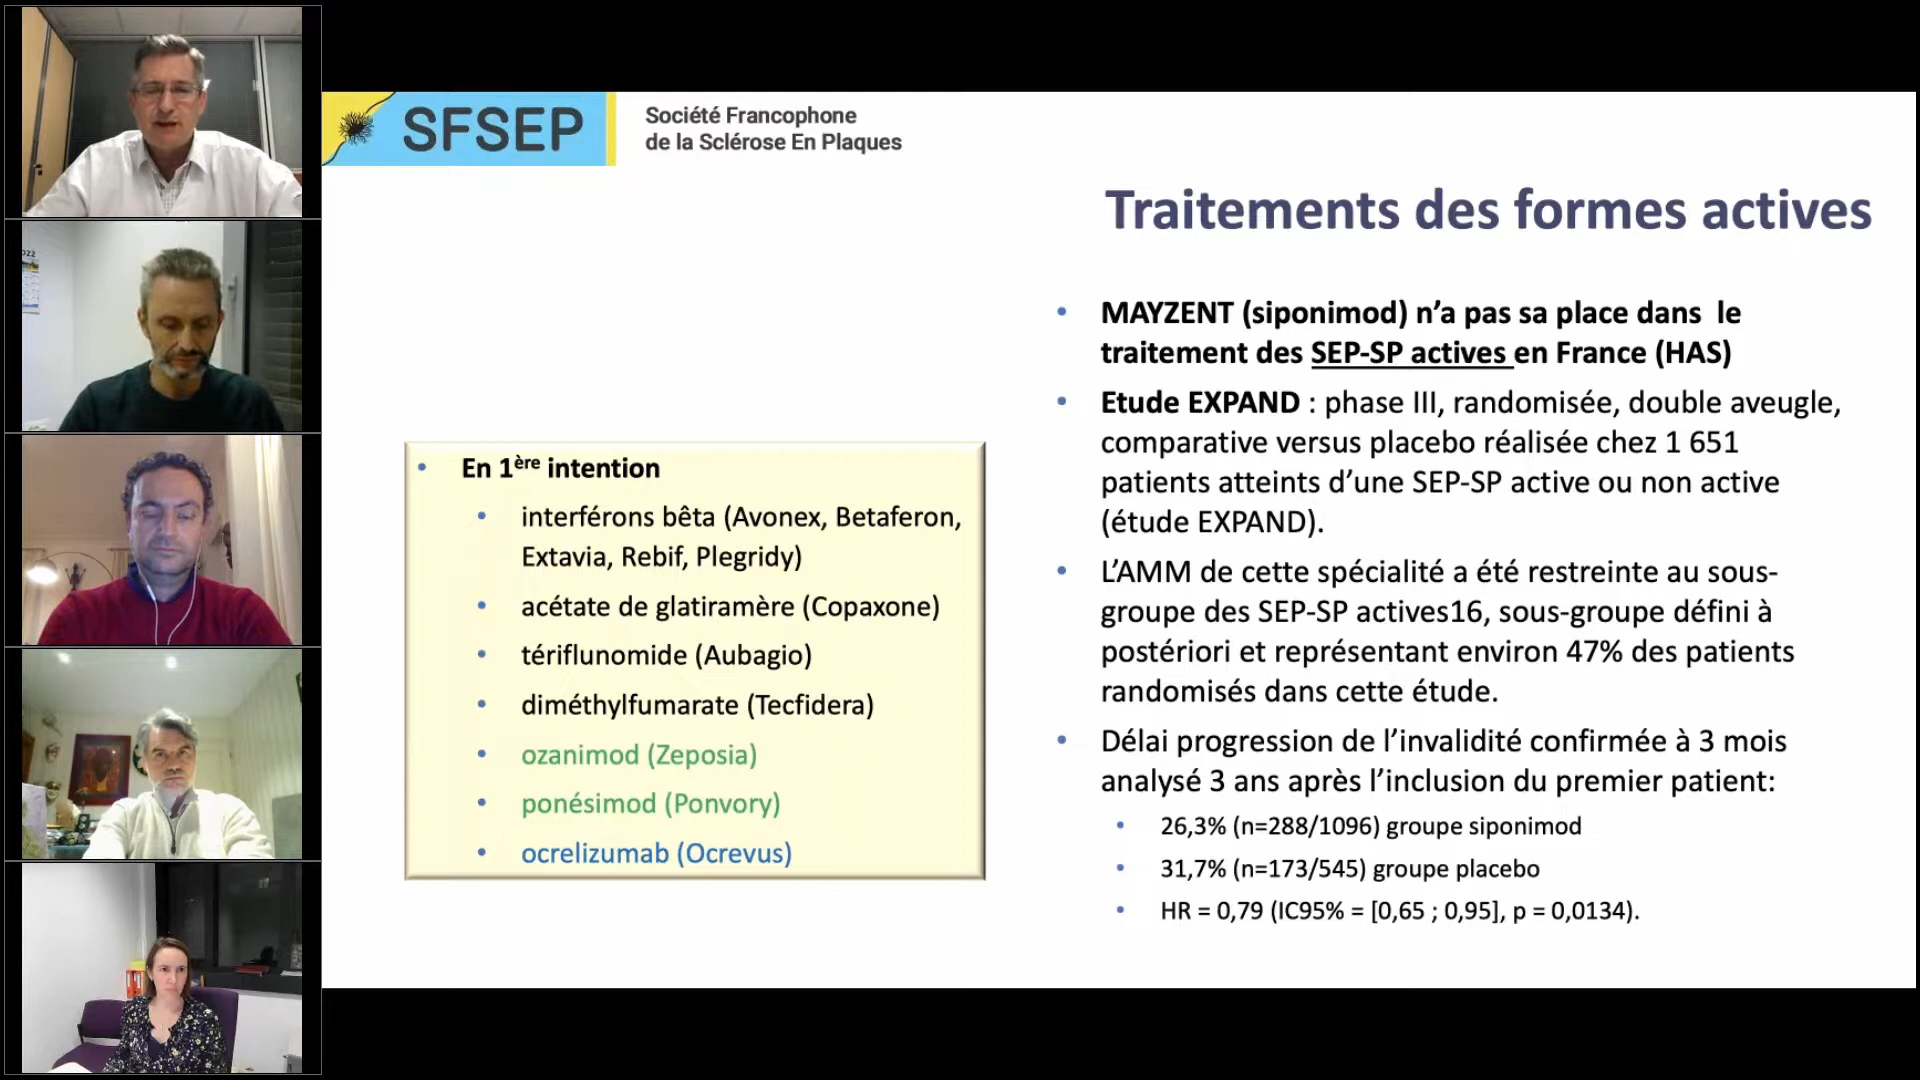 SFSEP
Société Francophone
de la Sclérose En Plaques
Traitements des formes actives
• En 1ère intention
• interférons bêta (Avonex, Betaferon,
Extavia, Rebif, Plegridy)
• acétate de glatiramère (Copaxone)
• tériflunomide (Aubagio)
• diméthylfumarate (Tecfidera)
• ozanimod (Zeposia)
• ponésimod (Ponvory)
• ocrelizumab (Ocrevus)
• MAYZENT (siponimod) n’a pas sa place dans le
traitement des SEP-SP actives en France (HAS)
• Etude EXPAND : phase III, randomisée, double aveugle,
comparative versus placebo réalisée chez 1 651
patients atteints d’une SEP-SP active ou non active
(étude EXPAND).
• L’AMM de cette spécialité a été restreinte au sous-
groupe des SEP-SP actives16, sous-groupe défini à
postériori et représentant environ 47% des patients
randomisés dans cette étude.
• Délai progression de l’invalidité confirmée à 3 mois
analysé 3 ans après l’inclusion du premier patient:
• 26,3% (n=288/1096) groupe siponimod
• 31,7% (n=173/545) groupe placebo
• HR = 0,79 (IC95% = [0,65 ; 0,95], p = 0,0134).